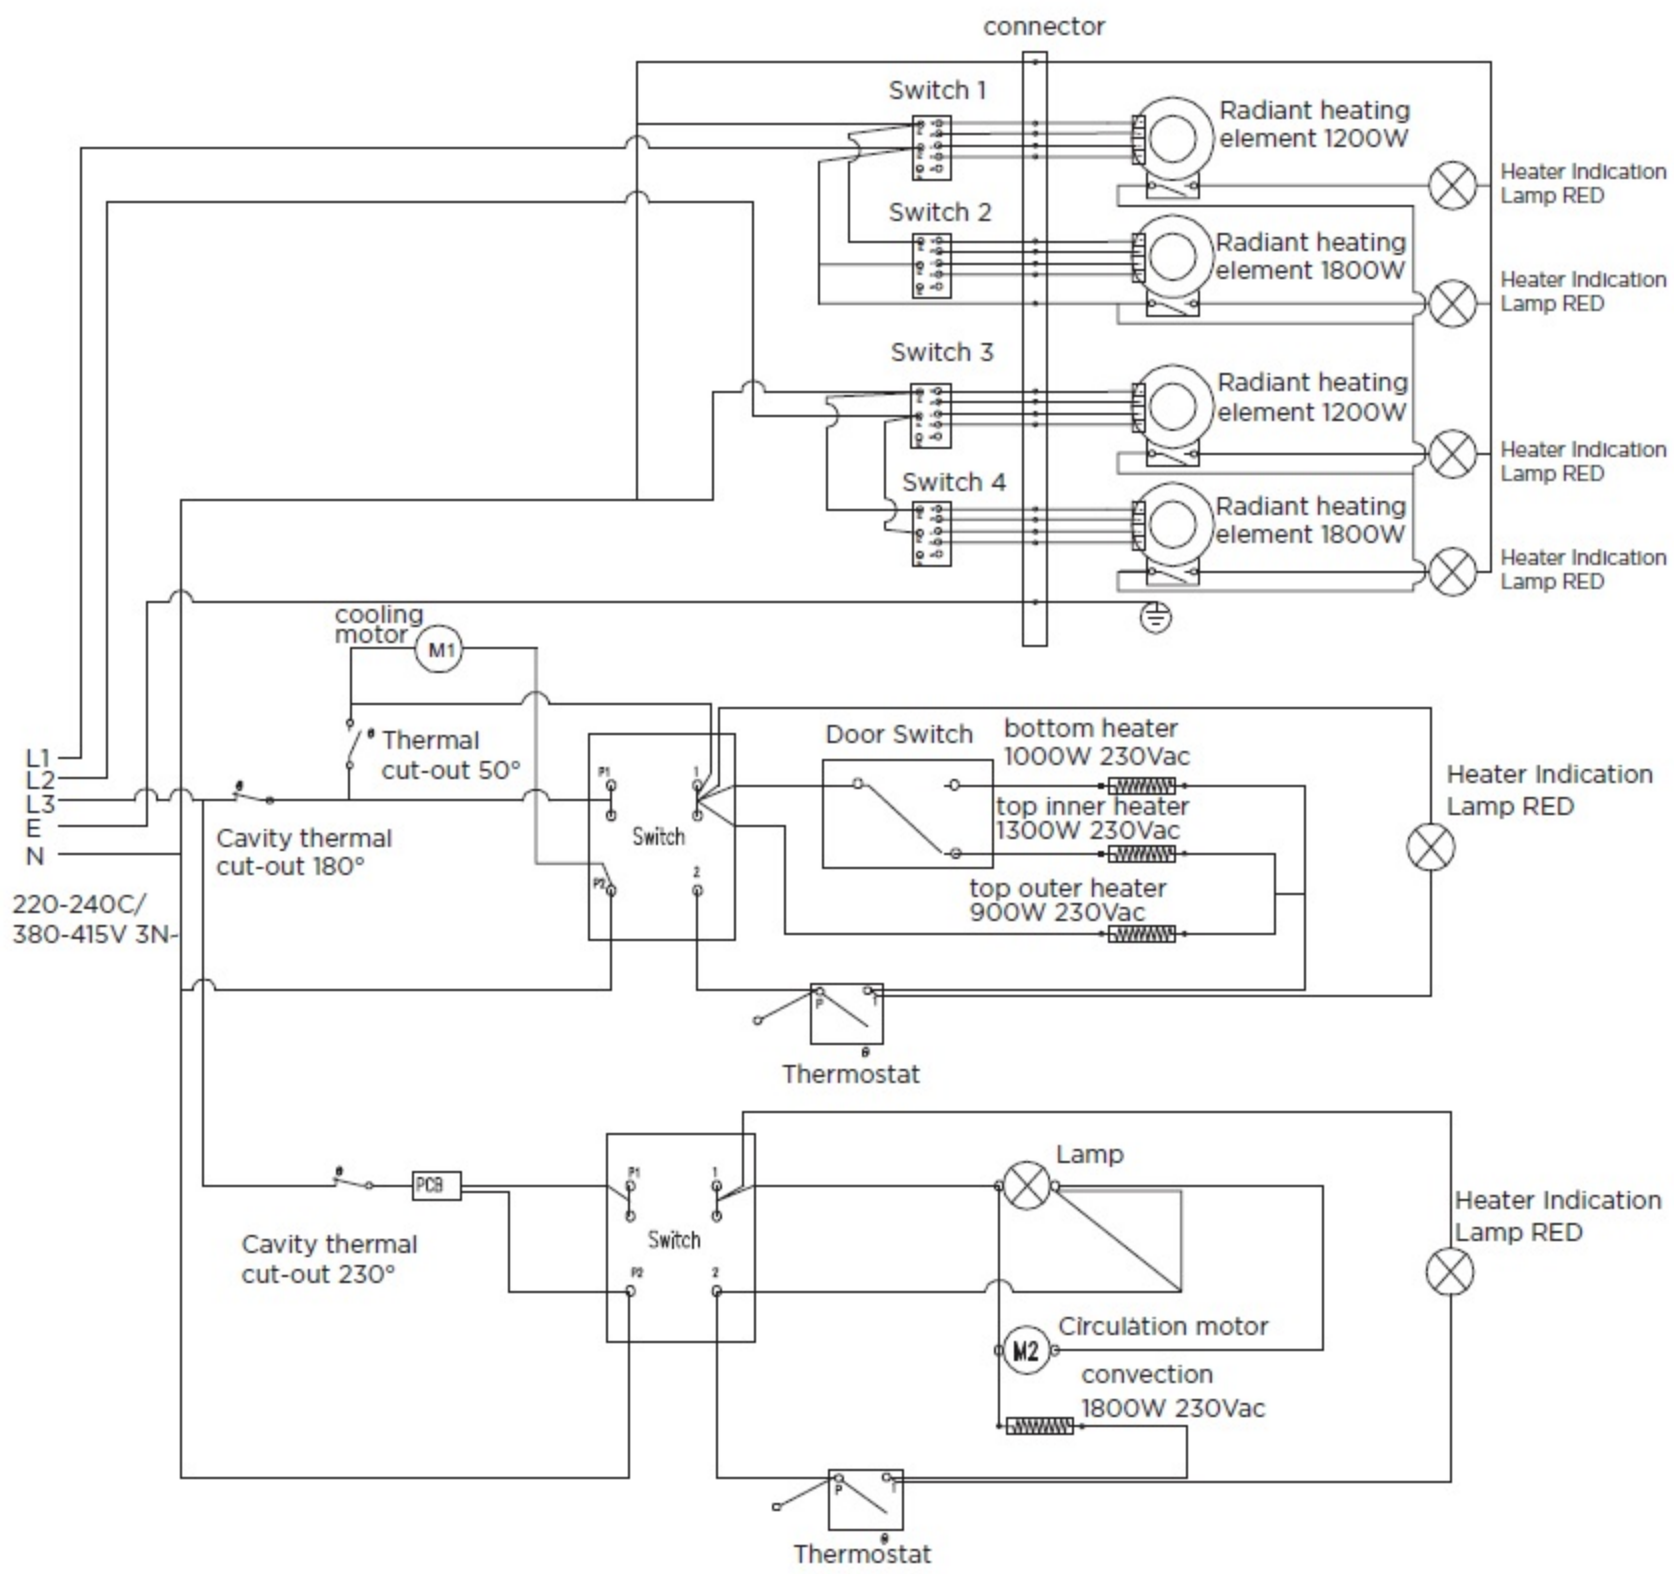 connector
Switch 1
Radiant heating
element 1200W
Heater Indication
Lamp RED
Switch 2
Radiant heating
element 1800W
Heater Indication
Lamp RED
Switch 3
Radiant heating
element 1200W
Heater Indication
Lamp RED
Switch 4
Radiant heating
element 1800W
Heater Indication
Lamp RED
cooling
motor
M1
Thermal
cut-out 50°
L1
L2
L3
E
N
220-240C/
380-415V 3N~
Cavity thermal
cut-out 180°
P1
1
Switch
P2
2
Door Switch
bottom heater
1000W 230Vac
top inner heater
1300W 230Vac
top outer heater
900W 230Vac
Heater Indication
Lamp RED
P
1
Thermostat
Cavity thermal
cut-out 230°
PCB
P1
1
Switch
P2
2
Lamp
Heater Indication
Lamp RED
Circulation motor
M2
convection
1800W 230Vac
P
1
Thermostat